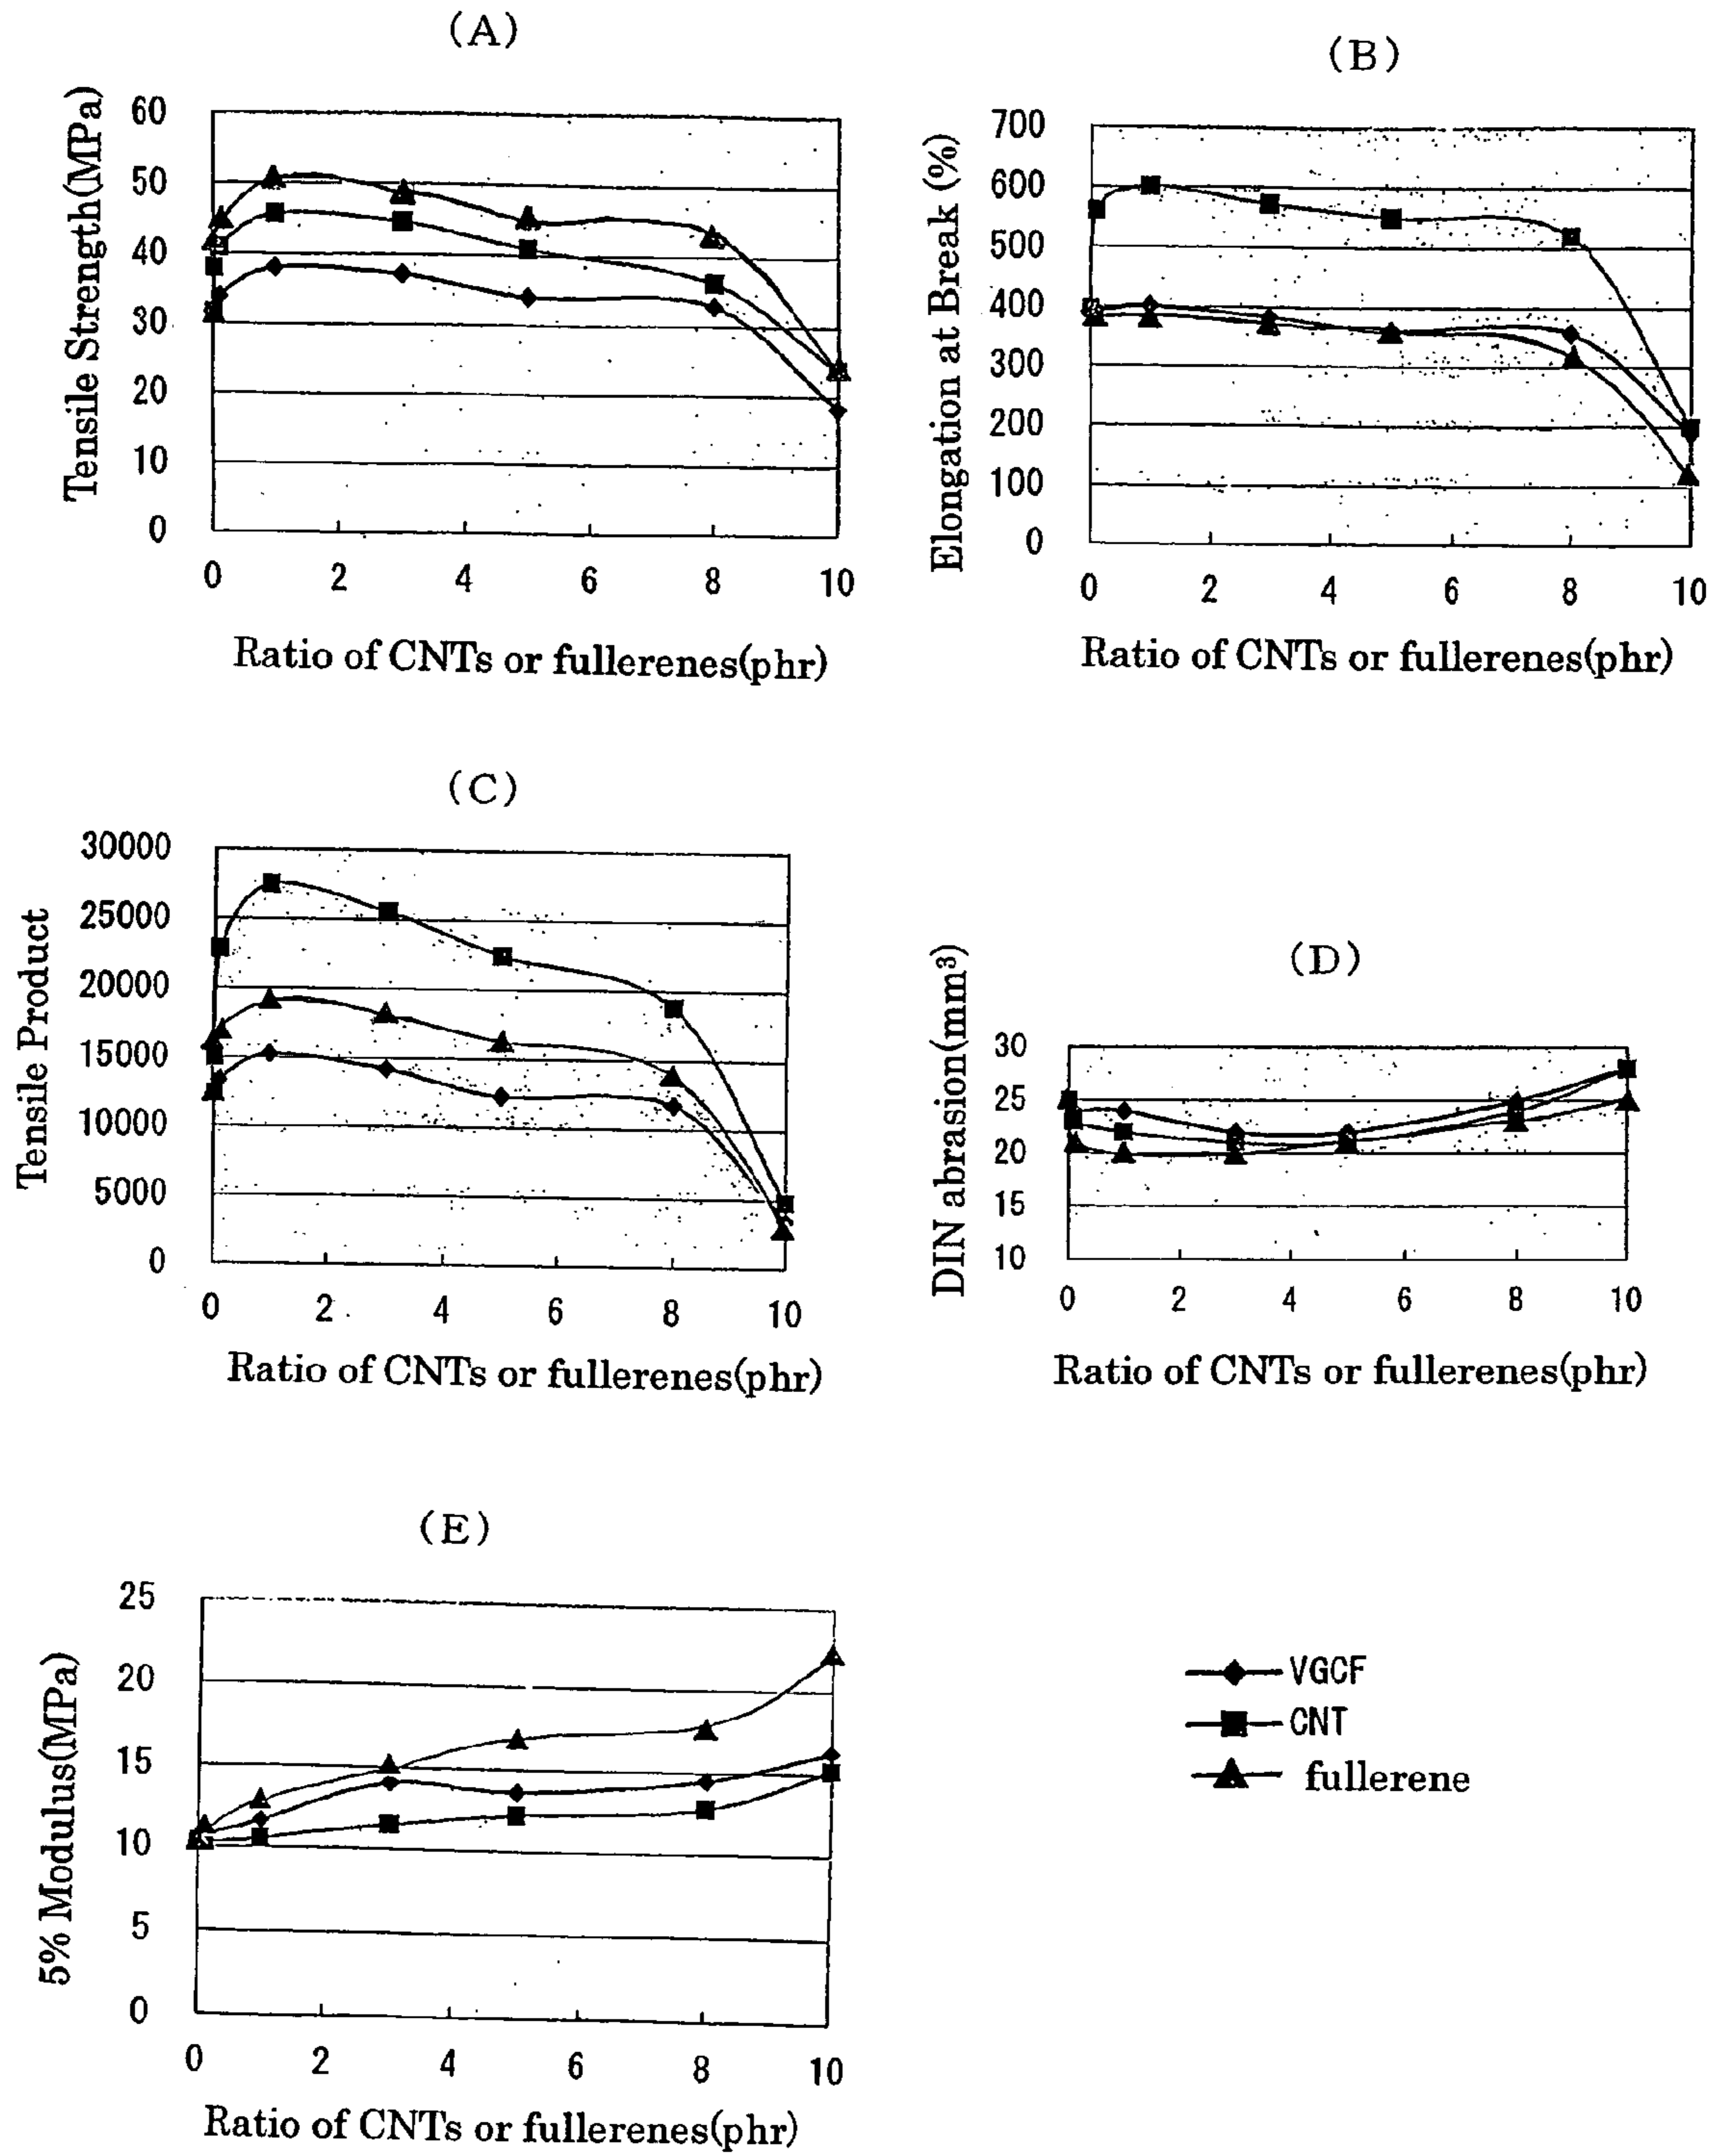 (A)
Tensile Strength(MPa)
60
50
40
30
20
10
0
0 2 4 6 8 10
Ratio of CNTs or fullerenes(phr)
(B)
Elongation at Break (%)
700
600
500
400
300
200
100
0
0 2 4 6 8 10
Ratio of CNTs or fullerenes(phr)
(C)
Tensile Product
30000
25000
20000
15000
10000
5000
0
0 2 4 6 8 10
Ratio of CNTs or fullerenes(phr)
(D)
DIN abrasion(mm³)
30
25
20
15
10
0 2 4 6 8 10
Ratio of CNTs or fullerenes(phr)
(E)
5% Modulus(MPa)
25
20
15
10
5
0
0 2 4 6 8 10
Ratio of CNTs or fullerenes(phr)
VGCF
CNT
fullerene